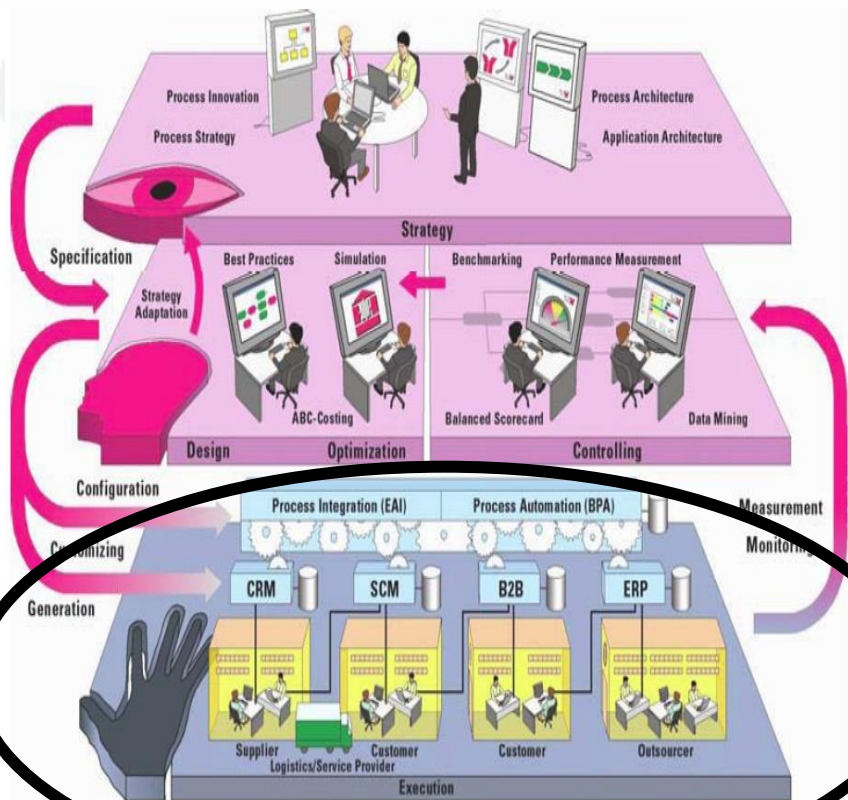 Process Innovation
Process Strategy
Process Architecture
Application Architecture
Strategy
Specification
Strategy
Adaptation
Best Practices
Simulation
Benchmarking
Performance Measurement
ABC-Costing
Balanced Scorecard
Data Mining
Design
Optimization
Controlling
Configuration
Customizing
Generation
Process Integration (EAI)
Process Automation (BPA)
Measurement
Monitoring
CRM
SCM
B2B
ERP
Supplier
Customer
Customer
Outsourcer
Logistics/Service Provider
Execution